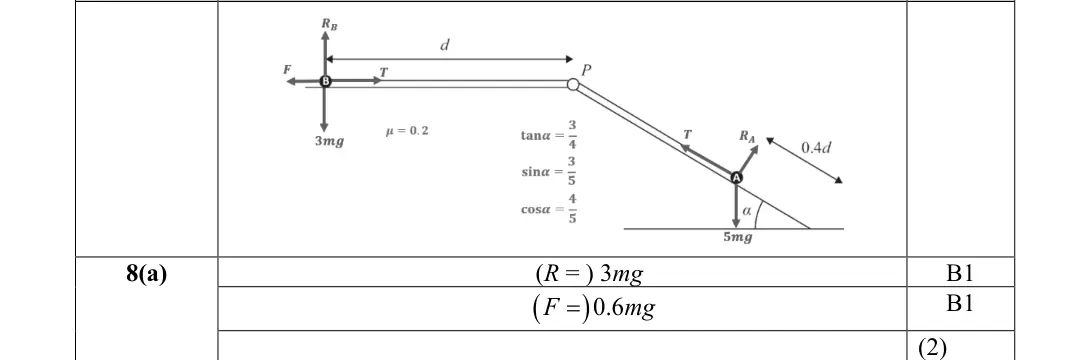 R_B
d
F
B
T
P
3mg
μ = 0.2
tanα = 3/4
T
R_A
0.4d
sinα = 3/5
A
cosα = 4/5
α
5mg
8(a)
(R = ) 3mg
B1
(F =)0.6mg
B1
(2)